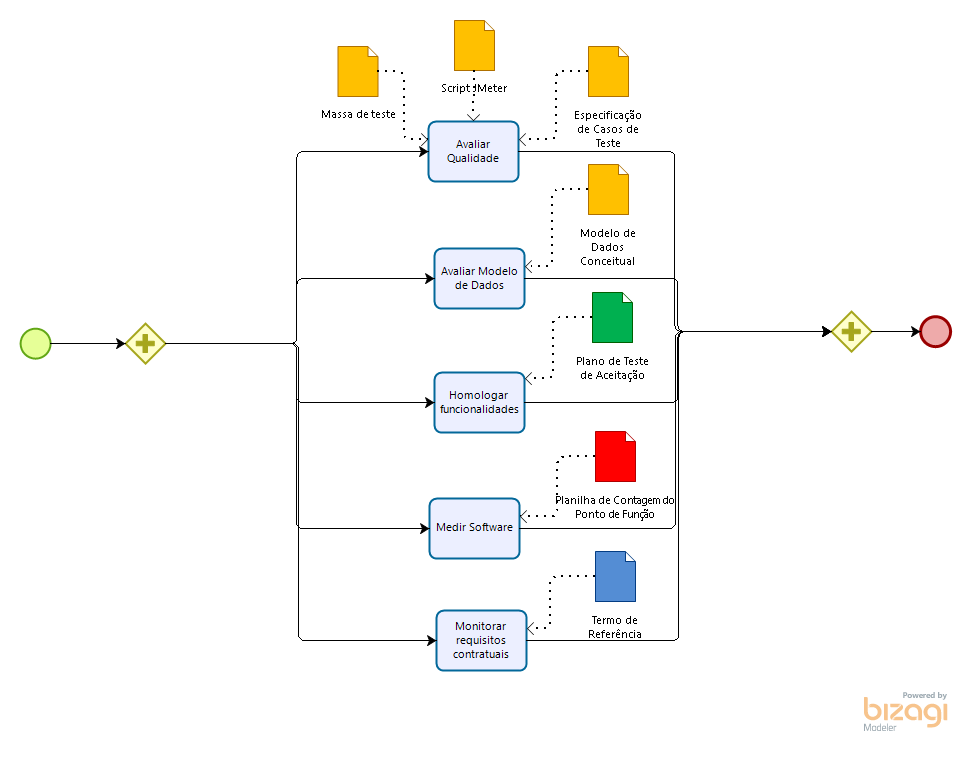 Massa de teste
Script JMeter
Especificação
de Casos de
Teste
Avaliar
Qualidade
Modelo de
Dados
Conceitual
Avaliar Modelo
de Dados
Plano de Teste
de Aceitação
Homologar
funcionalidades
Planilha de Contagem do
Ponto de Função
Medir Software
Termo de
Referência
Monitorar
requisitos
contratuais
Powered by
bizagi
Modeler